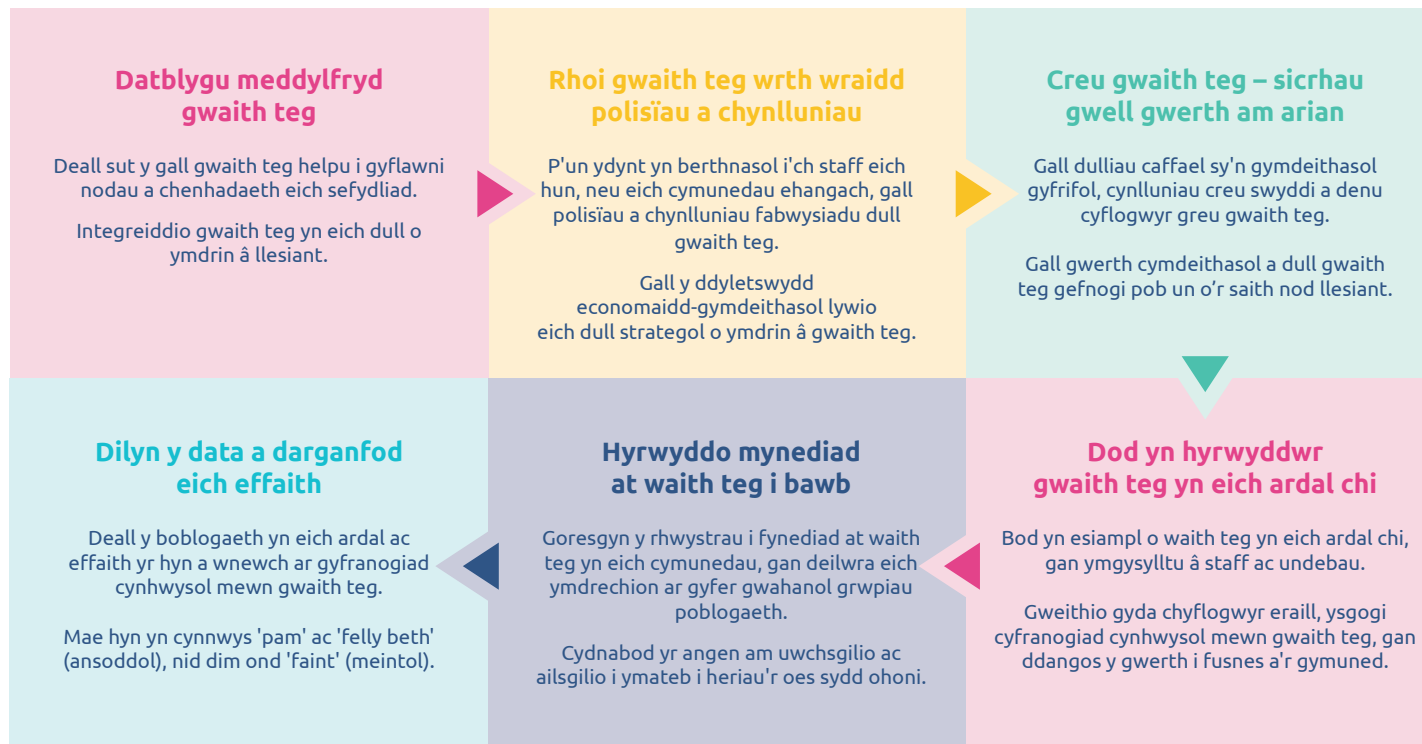 Datblygu meddylfryd
gwaith teg
Deall sut y gall gwaith teg helpu i gyflawni
nodau a chenhadaeth eich sefydliad.
Integreiddio gwaith teg yn eich dull o
ymdrin â llesiant.
Rhoi gwaith teg wrth wraidd
polisïau a chynlluniau
P'un ydynt yn berthnasol i'ch staff eich
hun, neu eich cymunedau ehangach, gall
polisïau a chynlluniau fabwysiadu dull
gwaith teg.
Gall y ddyletswydd
economaidd-gymdeithasol lywio
eich dull strategol o ymdrin â gwaith teg.
Creu gwaith teg – sicrhau
gwell gwerth am arian
Gall dulliau caffael sy'n gymdeithasol
gyfrifol, cynlluniau creu swyddi a denu
cyflogwyr greu gwaith teg.
Gall gwerth cymdeithasol a dull gwaith
teg gefnogi pob un o’r saith nod llesiant.
Dod yn hyrwyddwr
gwaith teg yn eich ardal chi
Bod yn esiampl o waith teg yn eich ardal chi,
gan ymgysylltu â staff ac undebau.
Gweithio gyda chyflogwyr eraill, ysgogi
cyfranogiad cynhwysol mewn gwaith teg, gan
ddangos y gwerth i fusnes a'r gymuned.
Hyrwyddo mynediad
at waith teg i bawb
Goresgyn y rhwystrau i fynediad at waith
teg yn eich cymunedau, gan deilwra eich
ymdrechion ar gyfer gwahanol grwpiau
poblogaeth.
Cydnabod yr angen am uwchsgilio ac
ailsgilio i ymateb i heriau'r oes sydd ohoni.
Dilyn y data a darganfod
eich effaith
Deall y boblogaeth yn eich ardal ac
effaith yr hyn a wnewch ar gyfranogiad
cynhwysol mewn gwaith teg.
Mae hyn yn cynnwys 'pam' ac 'felly beth'
(ansoddol), nid dim ond 'faint' (meintol).